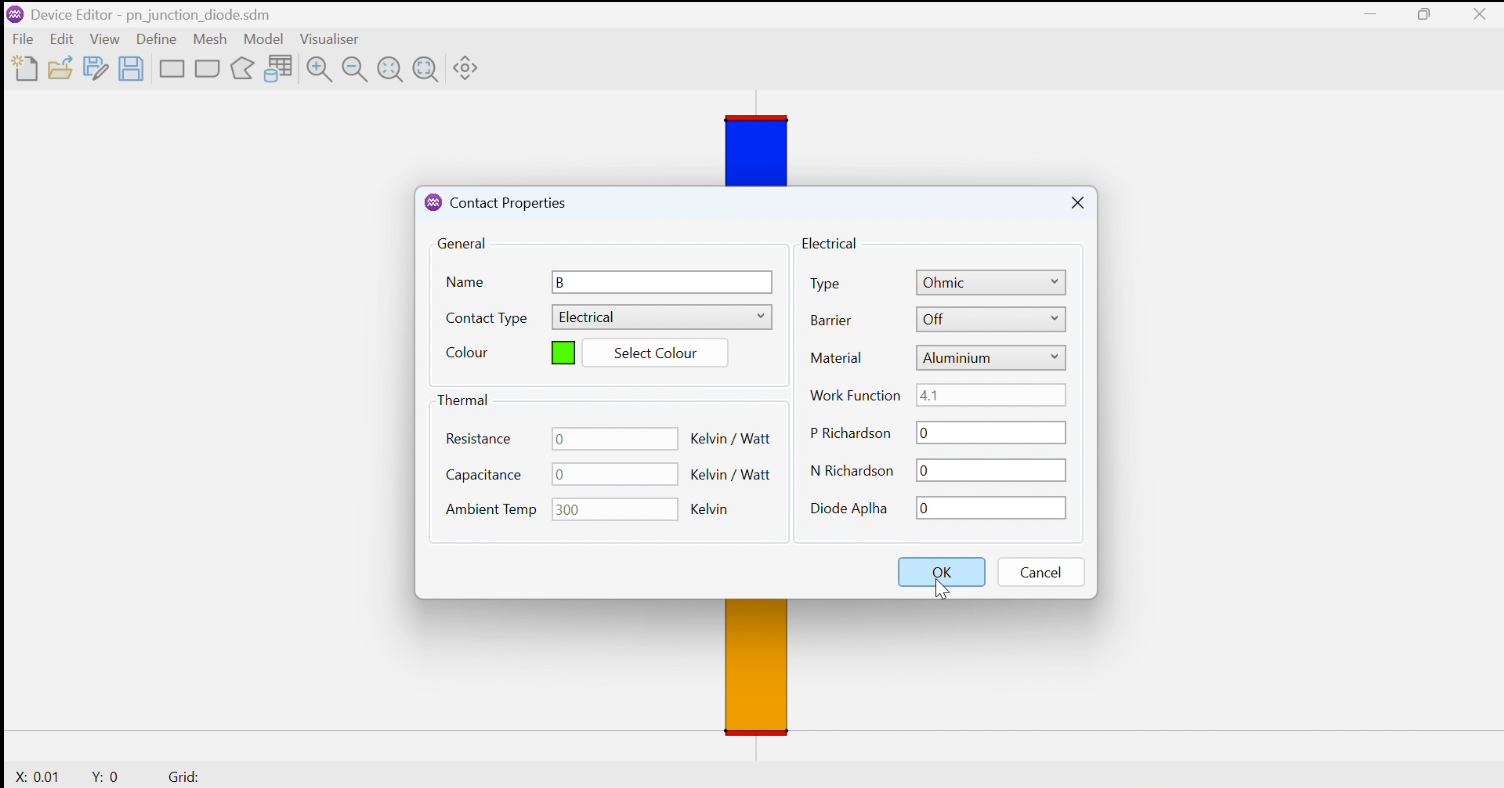 Device Editor - pn_junction_diode.sdm
File Edit View Define Mesh Model Visualiser
Contact Properties
General
Name B
Contact Type Electrical
Colour Select Colour
Thermal
Resistance 0 Kelvin / Watt
Capacitance 0 Kelvin / Watt
Ambient Temp 300 Kelvin
Electrical
Type Ohmic
Barrier Off
Material Aluminium
Work Function 4.1
P Richardson 0
N Richardson 0
Diode Aplha 0
OK Cancel
X: 0.01 Y: 0 Grid: